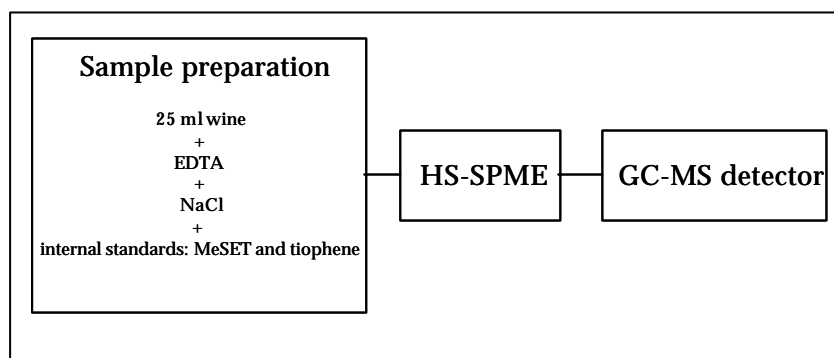 Sample preparation
25 ml wine
+
EDTA
+
NaCl
+
internal standards: MeSET and tiophene
HS-SPME
GC-MS detector